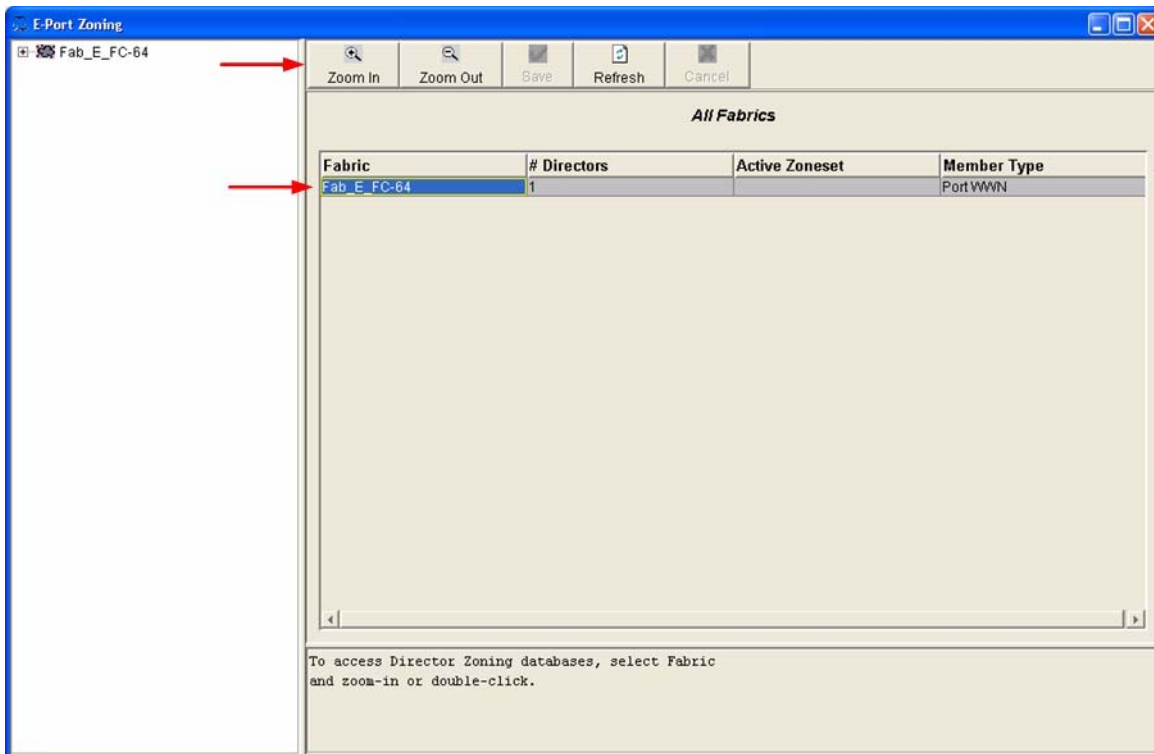 E-Port Zoning
Fab_E_FC-64
Zoom In Zoom Out Save Refresh Cancel
All Fabrics
Fabric # Directors Active Zoneset Member Type
Fab_E_FC-64 1 Port WWN
To access Director Zoning databases, select Fabric
and zoom-in or double-click.